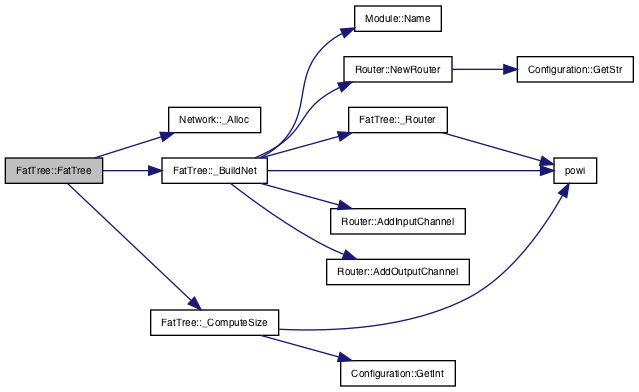 Module::Name
Router::NewRouter
Configuration::GetStr
Network::_Alloc
FatTree::_Router
FatTree::FatTree
FatTree::_BuildNet
powi
Router::AddInputChannel
Router::AddOutputChannel
FatTree::_ComputeSize
Configuration::GetInt